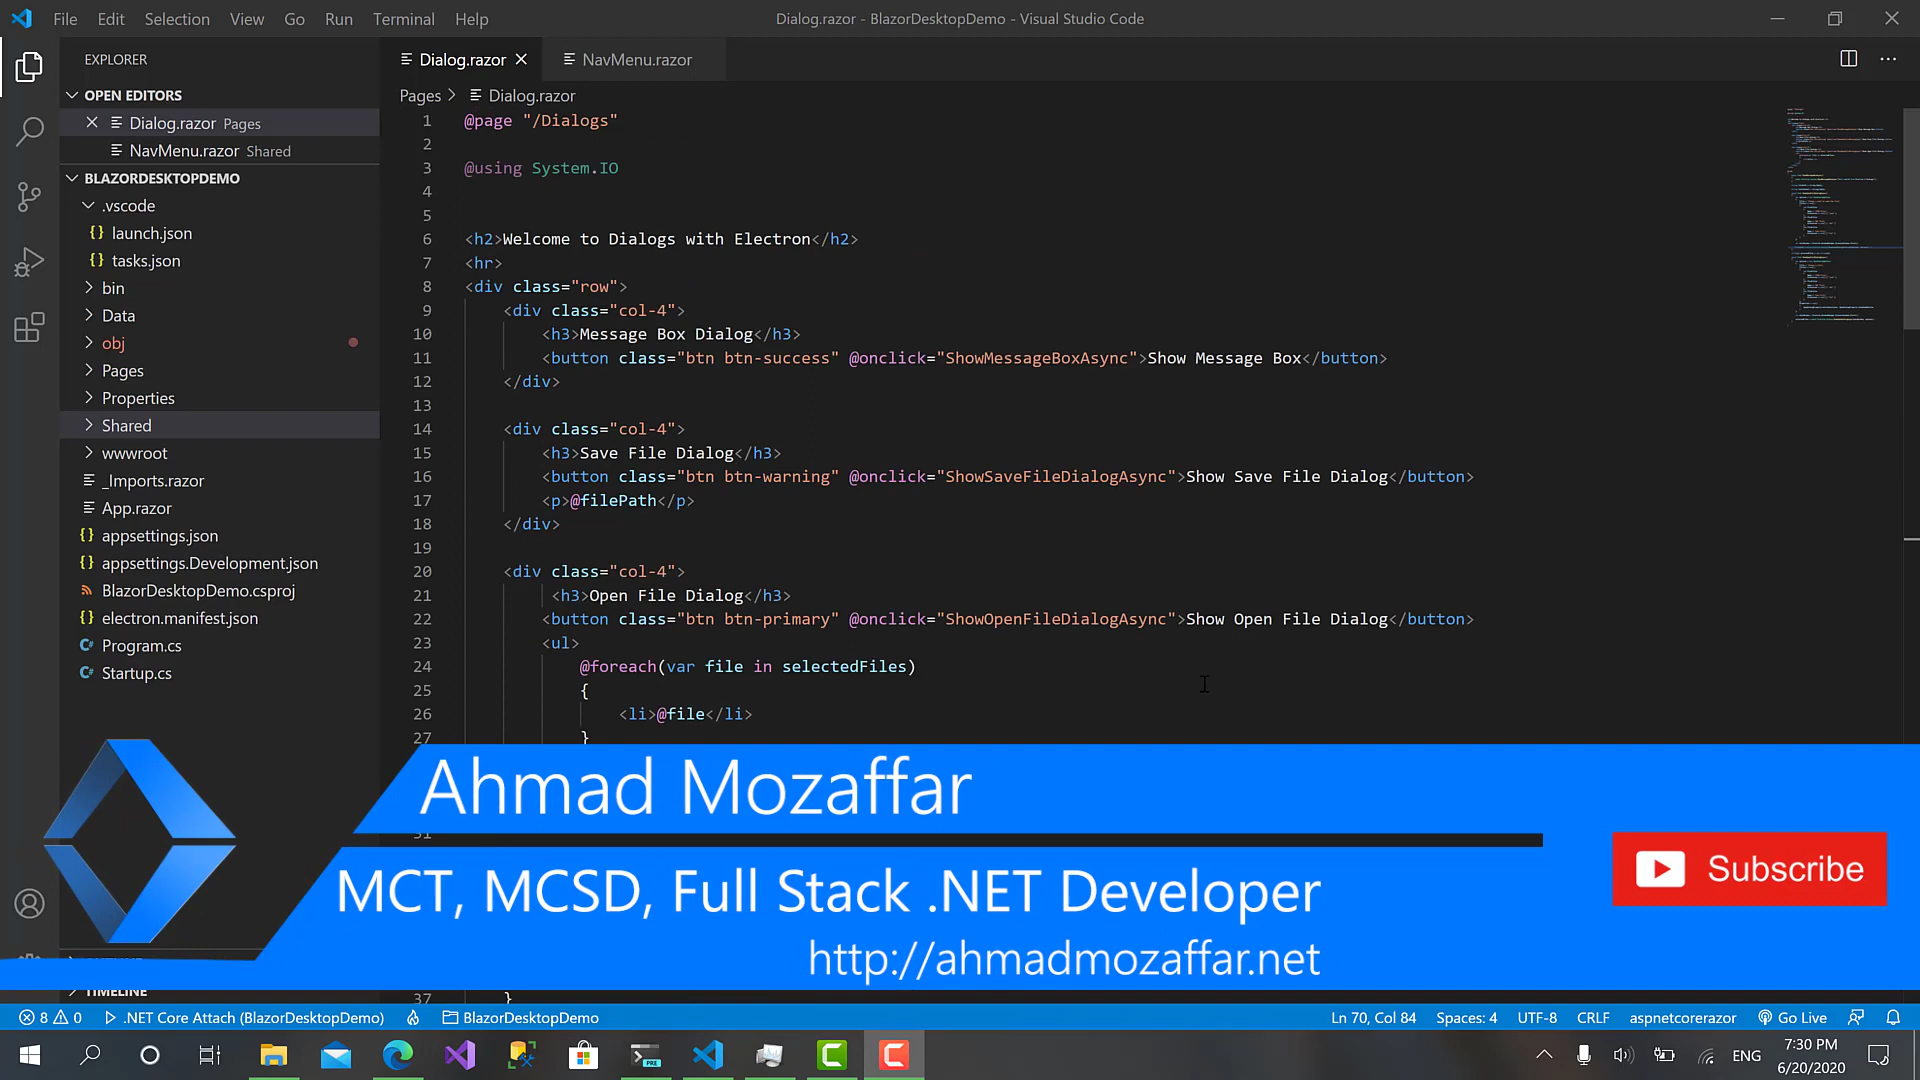 File Edit Selection View Go Run Terminal Help
Dialog.razor - BlazorDesktopDemo - Visual Studio Code
EXPLORER
OPEN EDITORS
Dialog.razor Pages
NavMenu.razor Shared
BLAZORDESKTOPDEMO
.vscode
launch.json
tasks.json
bin
Data
obj
Pages
Properties
Shared
wwwroot
_Imports.razor
App.razor
appsettings.json
appsettings.Development.json
BlazorDesktopDemo.csproj
electron.manifest.json
Program.cs
Startup.cs
TIMELINE
Dialog.razor
NavMenu.razor
Pages > Dialog.razor
1 @page "/Dialogs"
2
3 @using System.IO
4
5
6 <h2>Welcome to Dialogs with Electron</h2>
7 <hr>
8 <div class="row">
9 <div class="col-4">
10 <h3>Message Box Dialog</h3>
11 <button class="btn btn-success" @onclick="ShowMessageBoxAsync">Show Message Box</button>
12 </div>
13
14 <div class="col-4">
15 <h3>Save File Dialog</h3>
16 <button class="btn btn-warning" @onclick="ShowSaveFileDialogAsync">Show Save File Dialog</button>
17 <p>@filePath</p>
18 </div>
19
20 <div class="col-4">
21 <h3>Open File Dialog</h3>
22 <button class="btn btn-primary" @onclick="ShowOpenFileDialogAsync">Show Open File Dialog</button>
23 <ul>
24 @foreach(var file in selectedFiles)
25 {
26 <li>@file</li>
27 }
31
37 }
Ahmad Mozaffar
MCT, MCSD, Full Stack .NET Developer
http://ahmadmozaffar.net
Subscribe
8 0 .NET Core Attach (BlazorDesktopDemo) BlazorDesktopDemo
Ln 70, Col 84 Spaces: 4 UTF-8 CRLF aspnetcorerazor Go Live
PRE
ENG
7:30 PM
6/20/2020